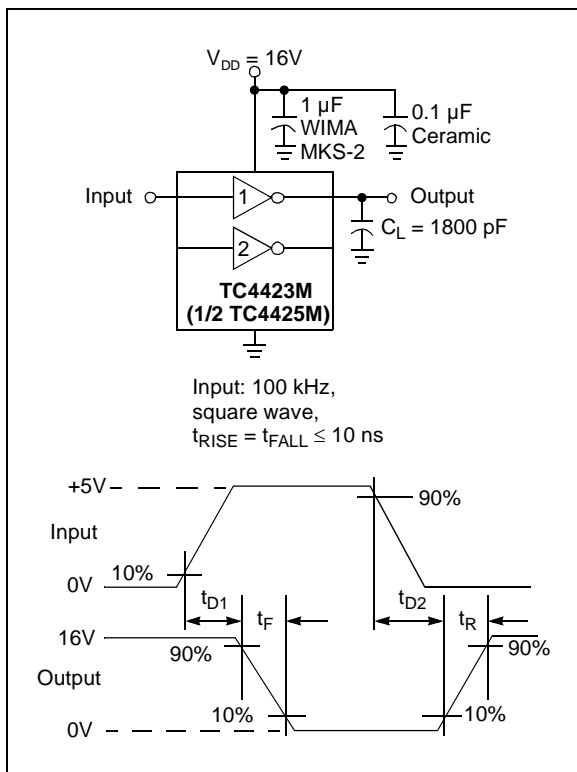 V_DD = 16V
1 µF
WIMA
MKS-2
0.1 µF
Ceramic
Input
1
Output
C_L = 1800 pF
2
TC4423M
(1/2 TC4425M)
Input: 100 kHz,
square wave,
t_RISE = t_FALL ≤ 10 ns
+5V
90%
Input
10%
0V
t_D1
t_F
t_D2
t_R
16V
90%
90%
Output
10%
10%
0V